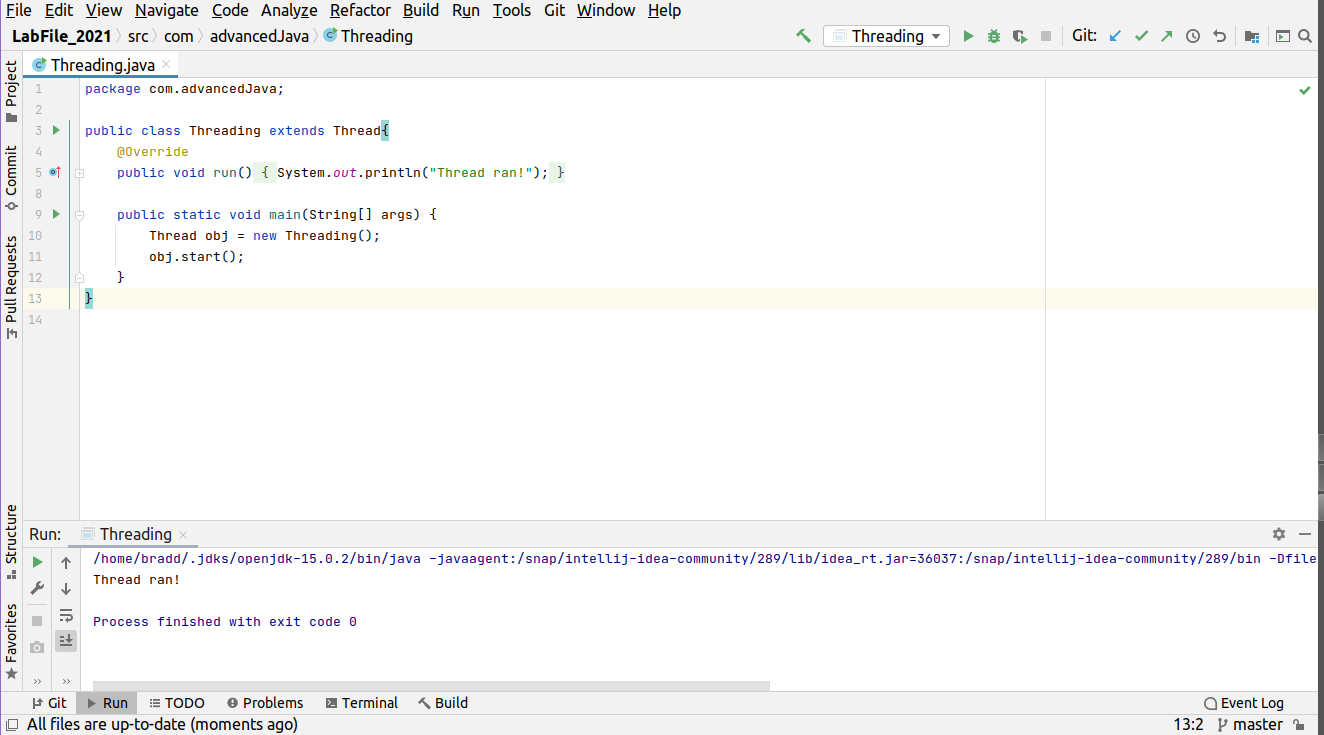 File Edit View Navigate Code Analyze Refactor Build Run Tools Git Window Help
LabFile_2021 src com advancedJava Threading Threading Git:
Project
Commit
Pull Requests
Structure
Favorites
Threading.java
1 package com.advancedJava;
2
3 public class Threading extends Thread{
4 @Override
5 public void run() { System.out.println("Thread ran!"); }
8
9 public static void main(String[] args) {
10 Thread obj = new Threading();
11 obj.start();
12 }
13 }
14
Run: Threading
/home/bradd/.jdks/openjdk-15.0.2/bin/java -javaagent:/snap/intellij-idea-community/289/lib/idea_rt.jar=36037:/snap/intellij-idea-community/289/bin -Dfile
Thread ran!
Process finished with exit code 0
Git Run TODO Problems Terminal Build Event Log
All files are up-to-date (moments ago) 13:2 master